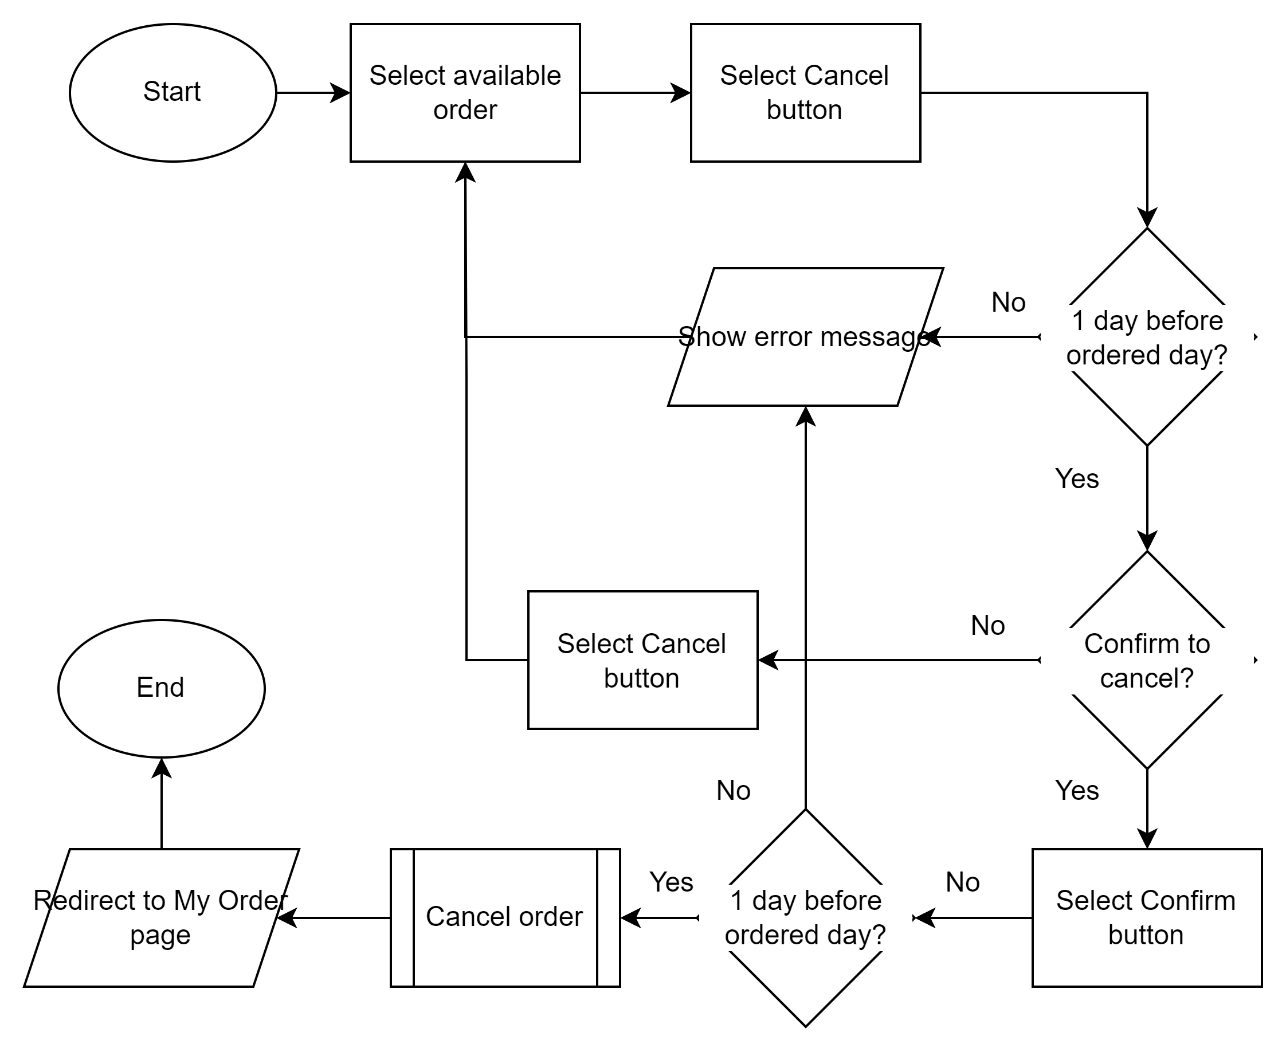 Start
Select available
order
Select Cancel
button
Show error message
No
1 day before
ordered day?
Yes
Select Cancel
button
No
Confirm to
cancel?
End
No
Yes
Redirect to My Order
page
Cancel order
Yes
1 day before
ordered day?
No
Select Confirm
button